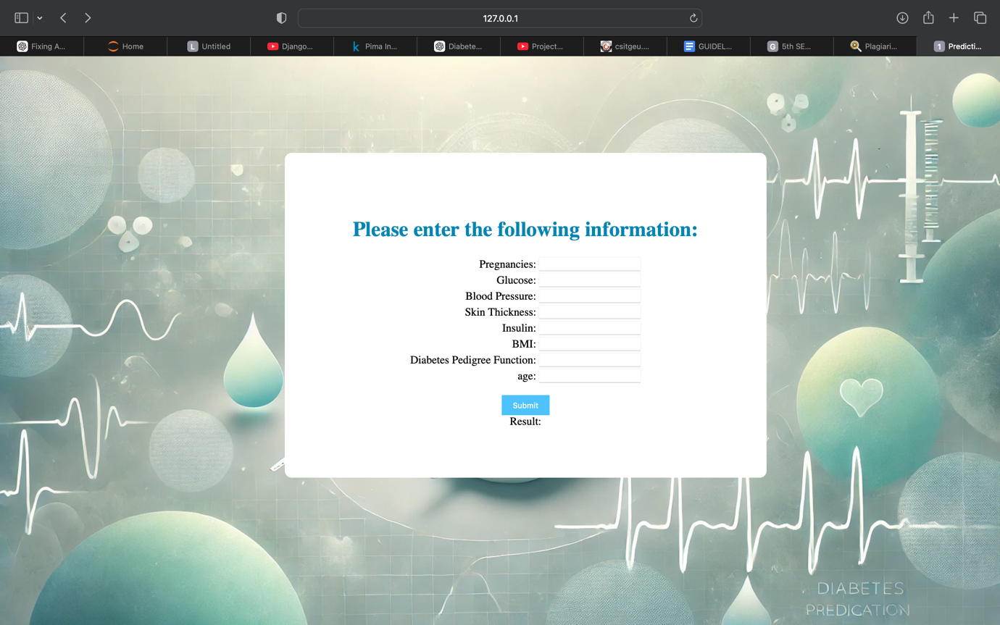 127.0.0.1
Fixing A...
Home
L Untitled
Django...
k Pima In...
Diabete...
Project...
csitgeu....
GUIDEL...
G 5th SE...
Plagiari...
1 Predicti...
Please enter the following information:
Pregnancies:
Glucose:
Blood Pressure:
Skin Thickness:
Insulin:
BMI:
Diabetes Pedigree Function:
age:
Submit
Result:
DIABETES
PREDICATION